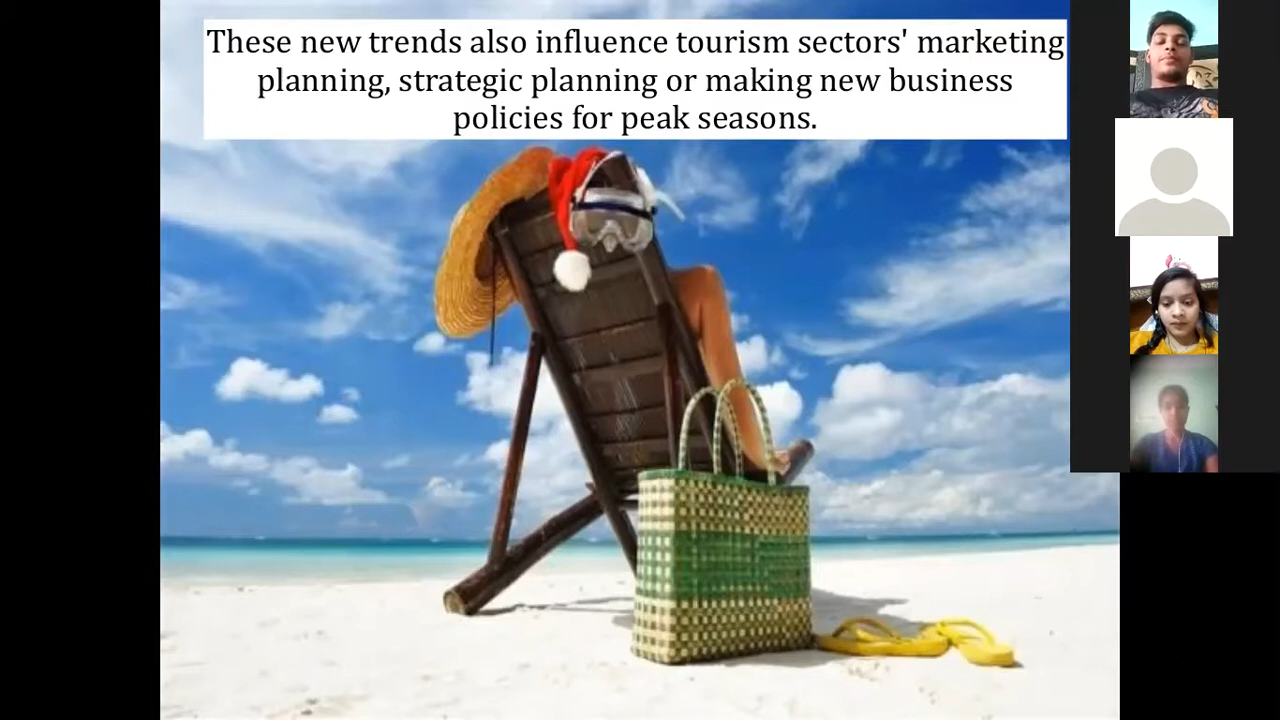 These new trends also influence tourism sectors' marketing
planning, strategic planning or making new business
policies for peak seasons.